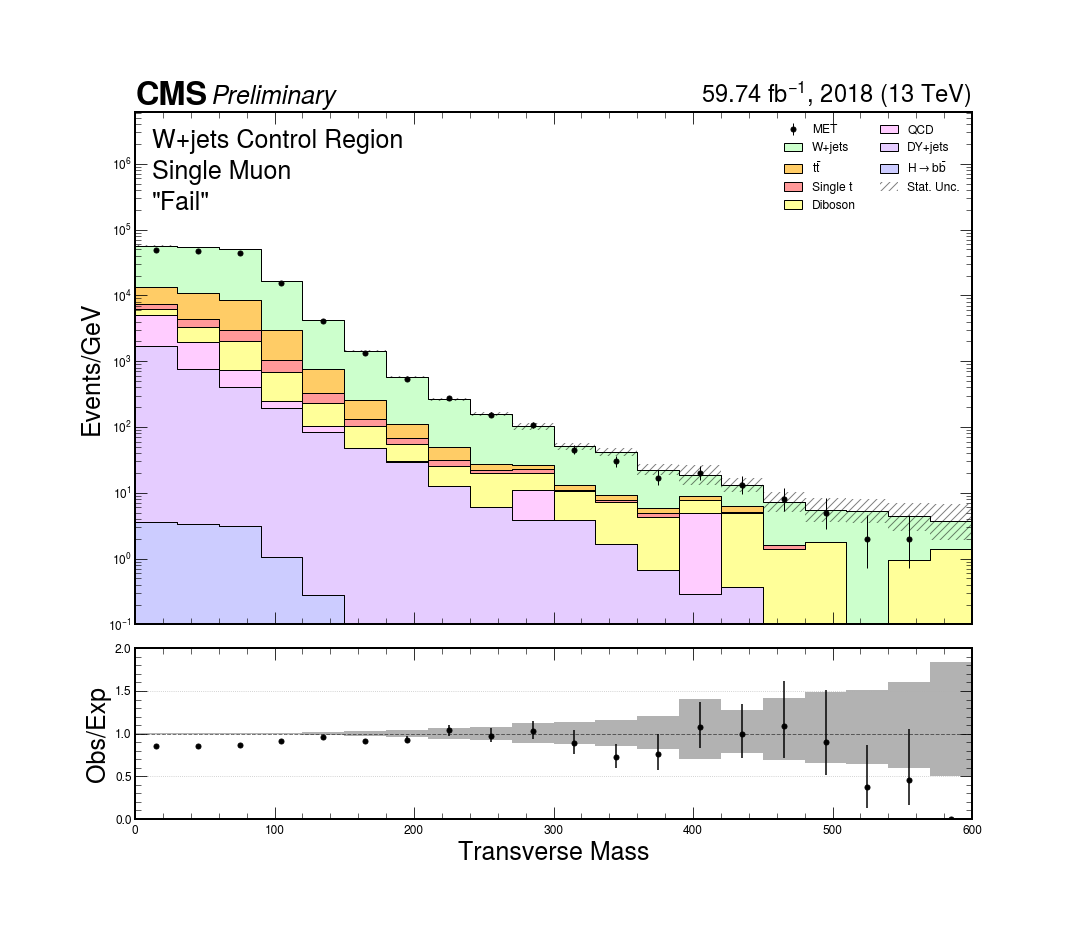 CMS Preliminary 59.74 fb⁻¹, 2018 (13 TeV)
W+jets Control Region
Single Muon
"Fail"
MET
W+jets
tt̄
Single t
Diboson
QCD
DY+jets
H→bb̄
Stat. Unc.
Events/GeV
10⁶
10⁵
10⁴
10³
10²
10¹
10⁰
10⁻¹
Obs/Exp
2.0
1.5
1.0
0.5
0.0
0 100 200 300 400 500 600
Transverse Mass